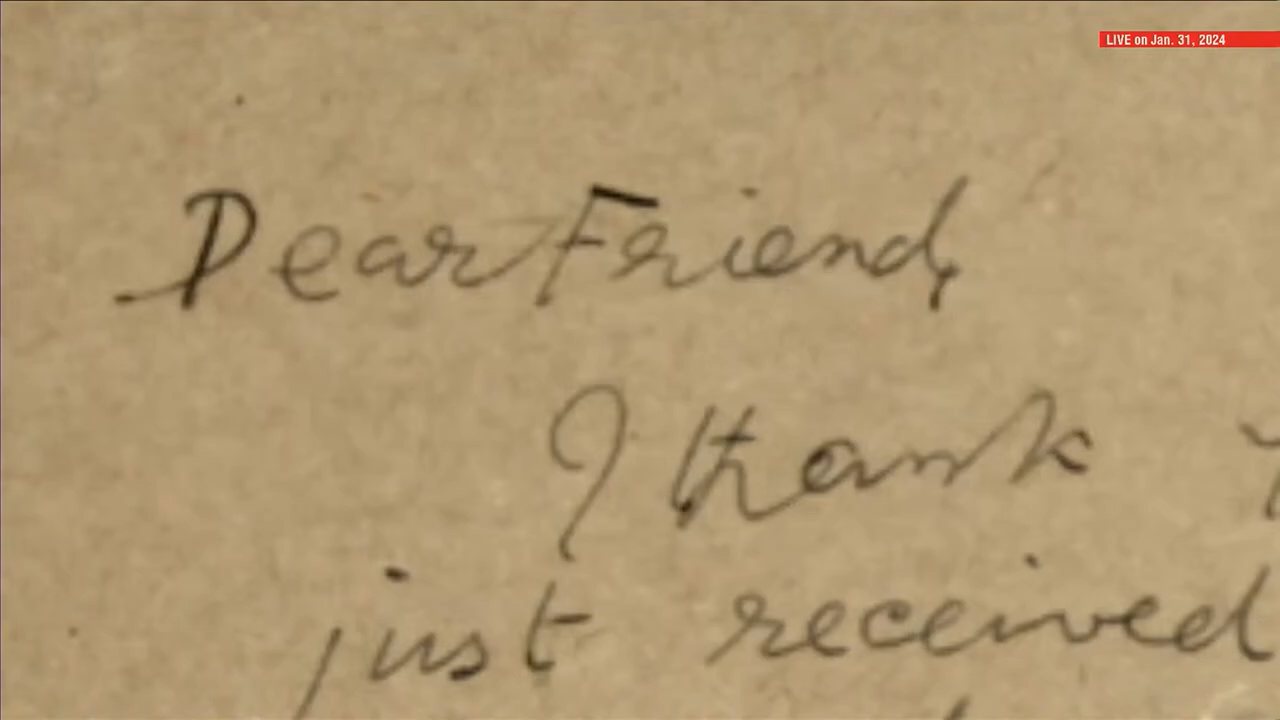 LIVE on Jan. 31, 2024
Dear Friend,
I thank
just received